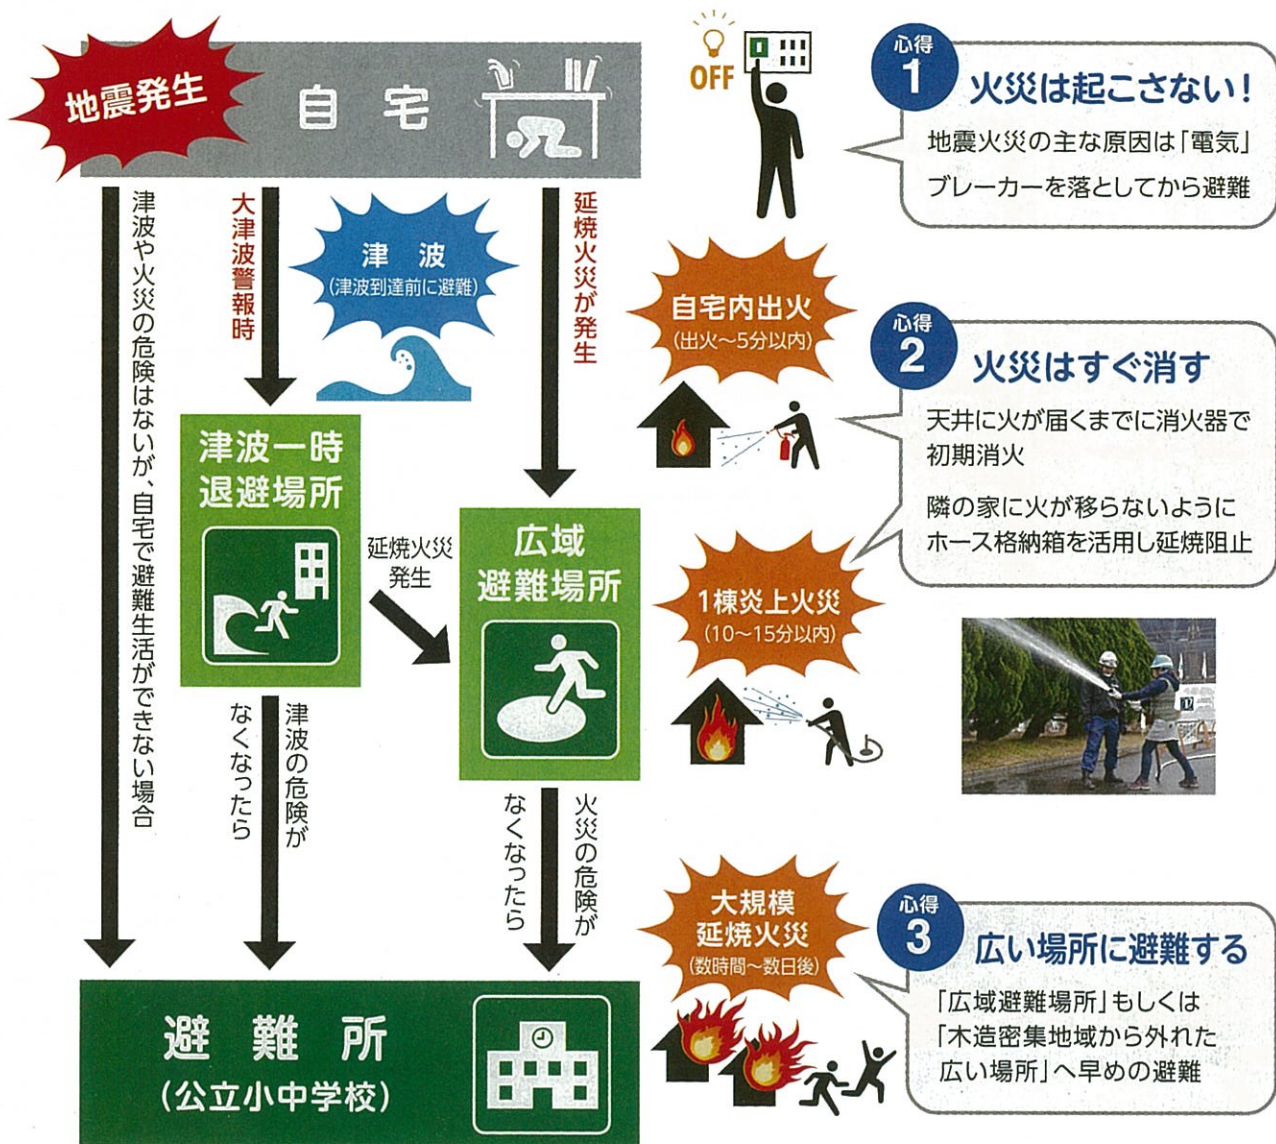 地震発生
自宅
津波や火災の危険はないが、自宅で避難生活ができない場合
大津波警報時
津波
(津波到達前に避難)
延焼火災が発生
津波一時
退避場所
延焼火災
発生
広域
避難場所
津波の危険が
なくなったら
火災の危険が
なくなったら
避難所
(公立小中学校)
OFF
心得
1
火災は起こさない!
地震火災の主な原因は「電気」
ブレーカーを落としてから避難
自宅内出火
(出火～5分以内)
心得
2
火災はすぐ消す
天井に火が届くまでに消火器で
初期消火
隣の家に火が移らないように
ホース格納箱を活用し延焼阻止
1棟炎上火災
(10～15分以内)
大規模
延焼火災
(数時間～数日後)
心得
3
広い場所に避難する
「広域避難場所」もしくは
「木造密集地域から外れた
広い場所」へ早めの避難